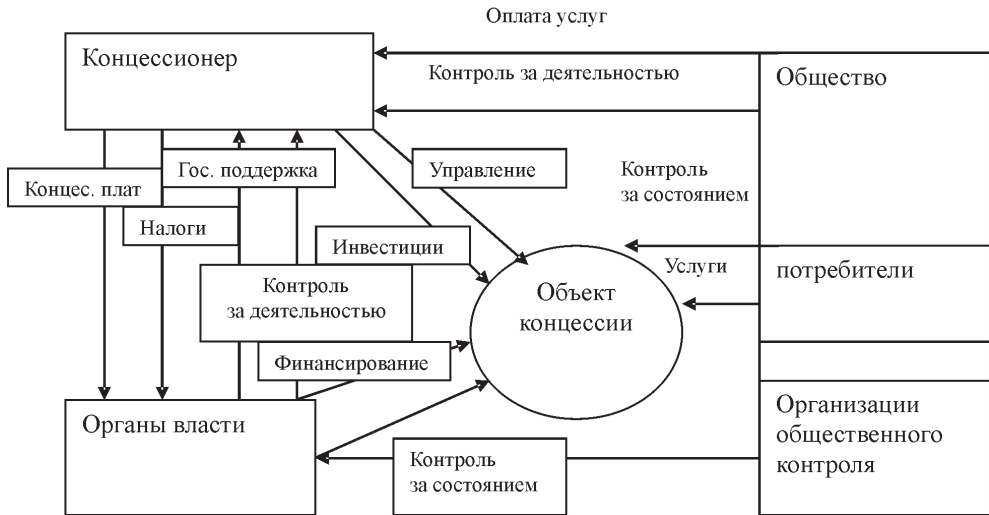 Оплата услуг
Концессионер
Контроль за деятельностью
Общество
Гос. поддержка
Управление
Контроль
за состоянием
Концес. плат
Налоги
Инвестиции
Услуги
потребители
Контроль
за деятельностью
Объект
концессии
Финансирование
Органы власти
Организации
общественного
контроля
Контроль
за состоянием